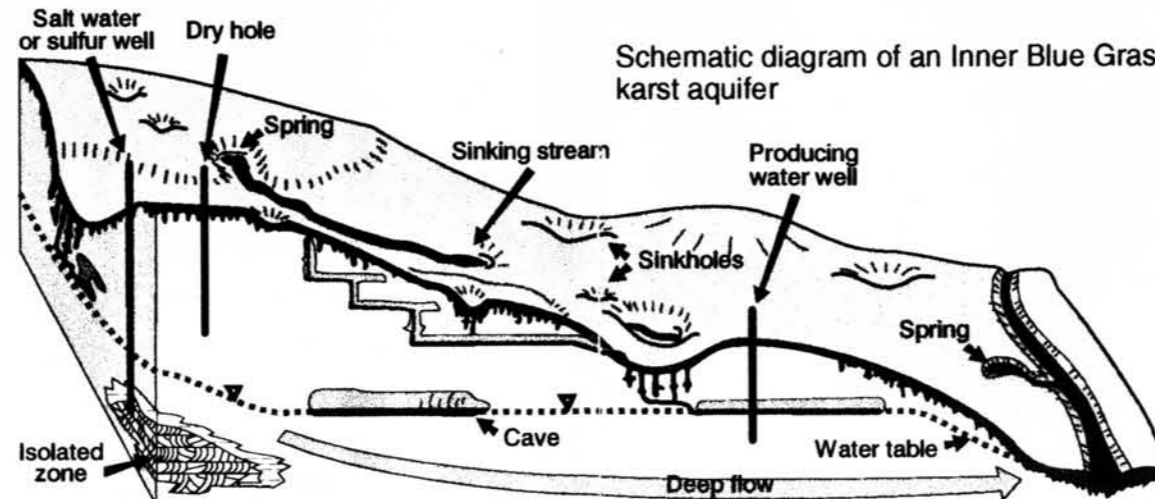 Salt water
or sulfur well
Dry hole
Schematic diagram of an Inner Blue Gras
karst aquifer
Spring
Sinking stream
Producing
water well
Sinkholes
Spring
Cave
Water table
Isolated
zone
Deep flow